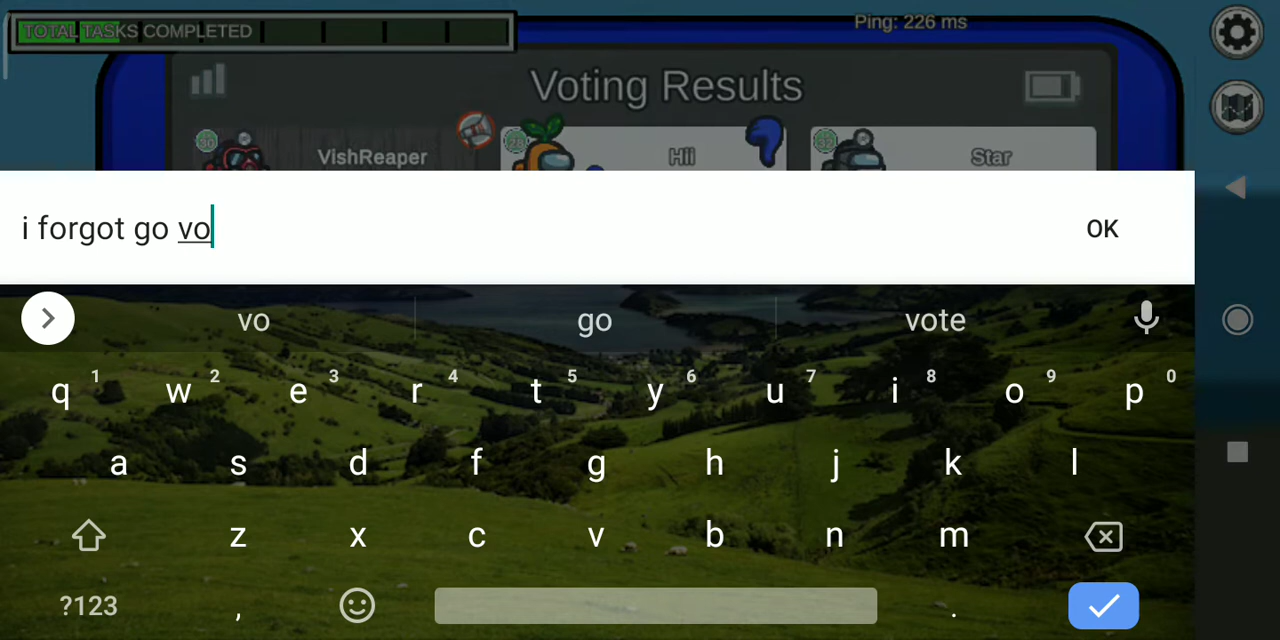 TOTAL TASKS COMPLETED
Ping: 226 ms
Voting Results
VishReaper
Hii
Star
i forgot go vo
OK
vo go vote
1 2 3 4 5 6 7 8 9 0
q w e r t y u i o p
a s d f g h j k l
z x c v b n m
?123 , .